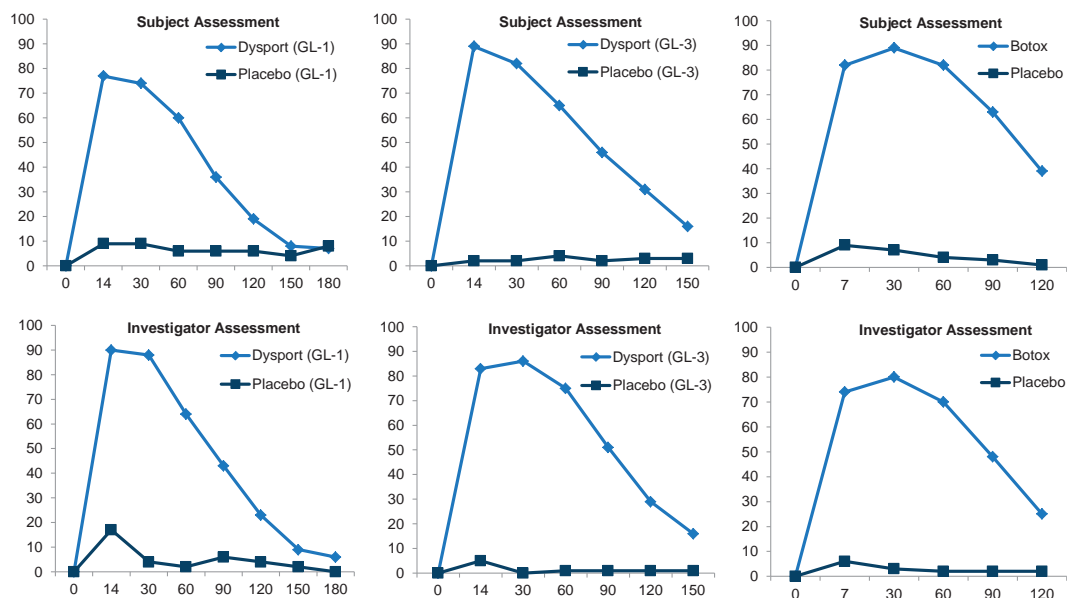 Subject Assessment
100
90
80
70
60
50
40
30
20
10
0
Dysport (GL-1)
Placebo (GL-1)
0 14 30 60 90 120 150 180
Subject Assessment
100
90
80
70
60
50
40
30
20
10
0
Dysport (GL-3)
Placebo (GL-3)
0 14 30 60 90 120 150
Subject Assessment
100
90
80
70
60
50
40
30
20
10
0
Botox
Placebo
0 7 30 60 90 120
Investigator Assessment
100
90
80
70
60
50
40
30
20
10
0
Dysport (GL-1)
Placebo (GL-1)
0 14 30 60 90 120 150 180
Investigator Assessment
100
90
80
70
60
50
40
30
20
10
0
Dysport (GL-3)
Placebo (GL-3)
0 14 30 60 90 120 150
Investigator Assessment
100
90
80
70
60
50
40
30
20
10
0
Botox
Placebo
0 7 30 60 90 120